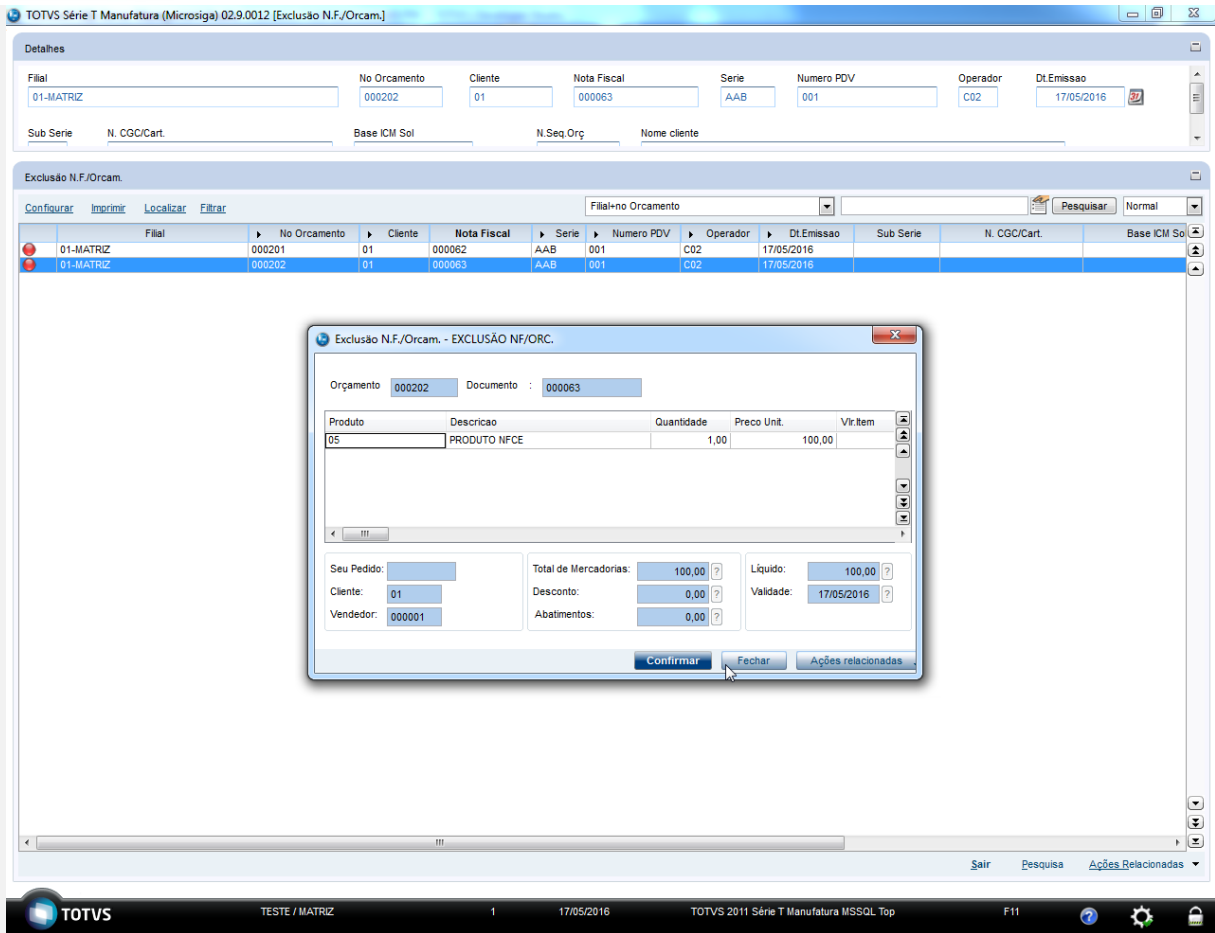 TOTVS Série T Manufatura (Microsiga) 02.9.0012 [Exclusão N.F./Orcam.]
Detalhes
Filial No Orcamento Cliente Nota Fiscal Serie Numero PDV Operador Dt.Emissao
01-MATRIZ 000202 01 000063 AAB 001 C02 17/05/2016 31
Sub Serie N. CGC/Cart. Base ICM Sol N.Seq.Orç Nome cliente
Exclusão N.F./Orcam.
Configurar Imprimir Localizar Filtrar Filial+no Orcamento Pesquisar Normal
Filial No Orcamento Cliente Nota Fiscal Serie Numero PDV Operador Dt.Emissao Sub Serie N. CGC/Cart. Base ICM So
01-MATRIZ 000201 01 000062 AAB 001 C02 17/05/2016
01-MATRIZ 000202 01 000063 AAB 001 C02 17/05/2016
Exclusão N.F./Orcam. - EXCLUSÃO NF/ORC.
Orçamento 000202 Documento : 000063
Produto Descricao Quantidade Preco Unit. Vlr.Item
05 PRODUTO NFCE 1,00 100,00
Seu Pedido: Total de Mercadorias: 100,00 ? Líquido: 100,00 ?
Cliente: 01 Desconto: 0,00 ? Validade: 17/05/2016 ?
Vendedor: 000001 Abatimentos: 0,00 ?
Confirmar Fechar Ações relacionadas
Sair Pesquisa Ações Relacionadas
TOTVS TESTE / MATRIZ 1 17/05/2016 TOTVS 2011 Série T Manufatura MSSQL Top F11 ?